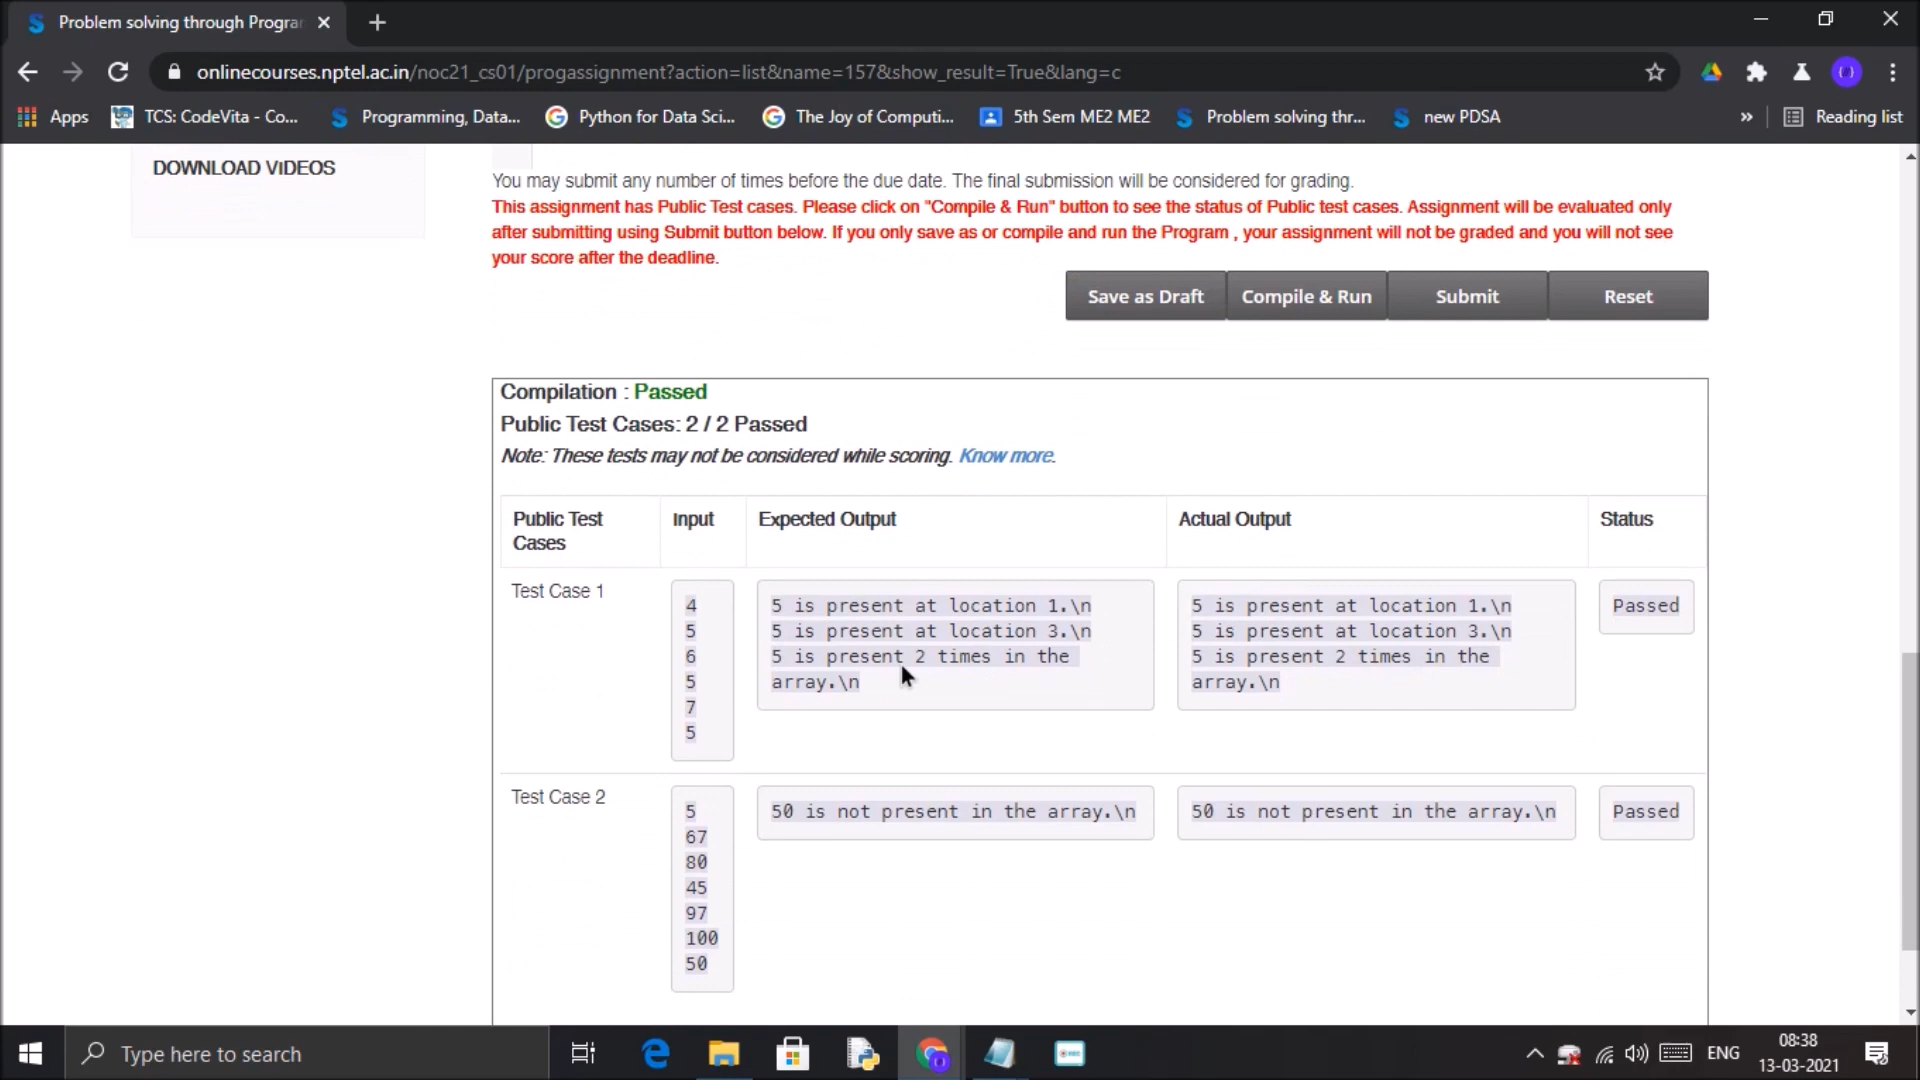 Problem solving through Progra
onlinecourses.nptel.ac.in/noc21_cs01/progassignment?action=list&name=157&show_result=True&lang=c
Apps TCS: CodeVita - Co... Programming, Data... Python for Data Sci... The Joy of Computi... 5th Sem ME2 ME2 Problem solving thr... new PDSA » Reading list
DOWNLOAD VIDEOS
You may submit any number of times before the due date. The final submission will be considered for grading.
This assignment has Public Test cases. Please click on "Compile & Run" button to see the status of Public test cases. Assignment will be evaluated only
after submitting using Submit button below. If you only save as or compile and run the Program , your assignment will not be graded and you will not see
your score after the deadline.
Save as Draft Compile & Run Submit Reset
Compilation : Passed
Public Test Cases: 2 / 2 Passed
Note: These tests may not be considered while scoring. Know more.
Public Test Cases Input Expected Output Actual Output Status
Test Case 1
4
5
6
5
7
5
5 is present at location 1.\n
5 is present at location 3.\n
5 is present 2 times in the
array.\n
5 is present at location 1.\n
5 is present at location 3.\n
5 is present 2 times in the
array.\n
Passed
Test Case 2
5
67
80
45
97
100
50
50 is not present in the array.\n
50 is not present in the array.\n
Passed
Type here to search
ENG
08:38
13-03-2021